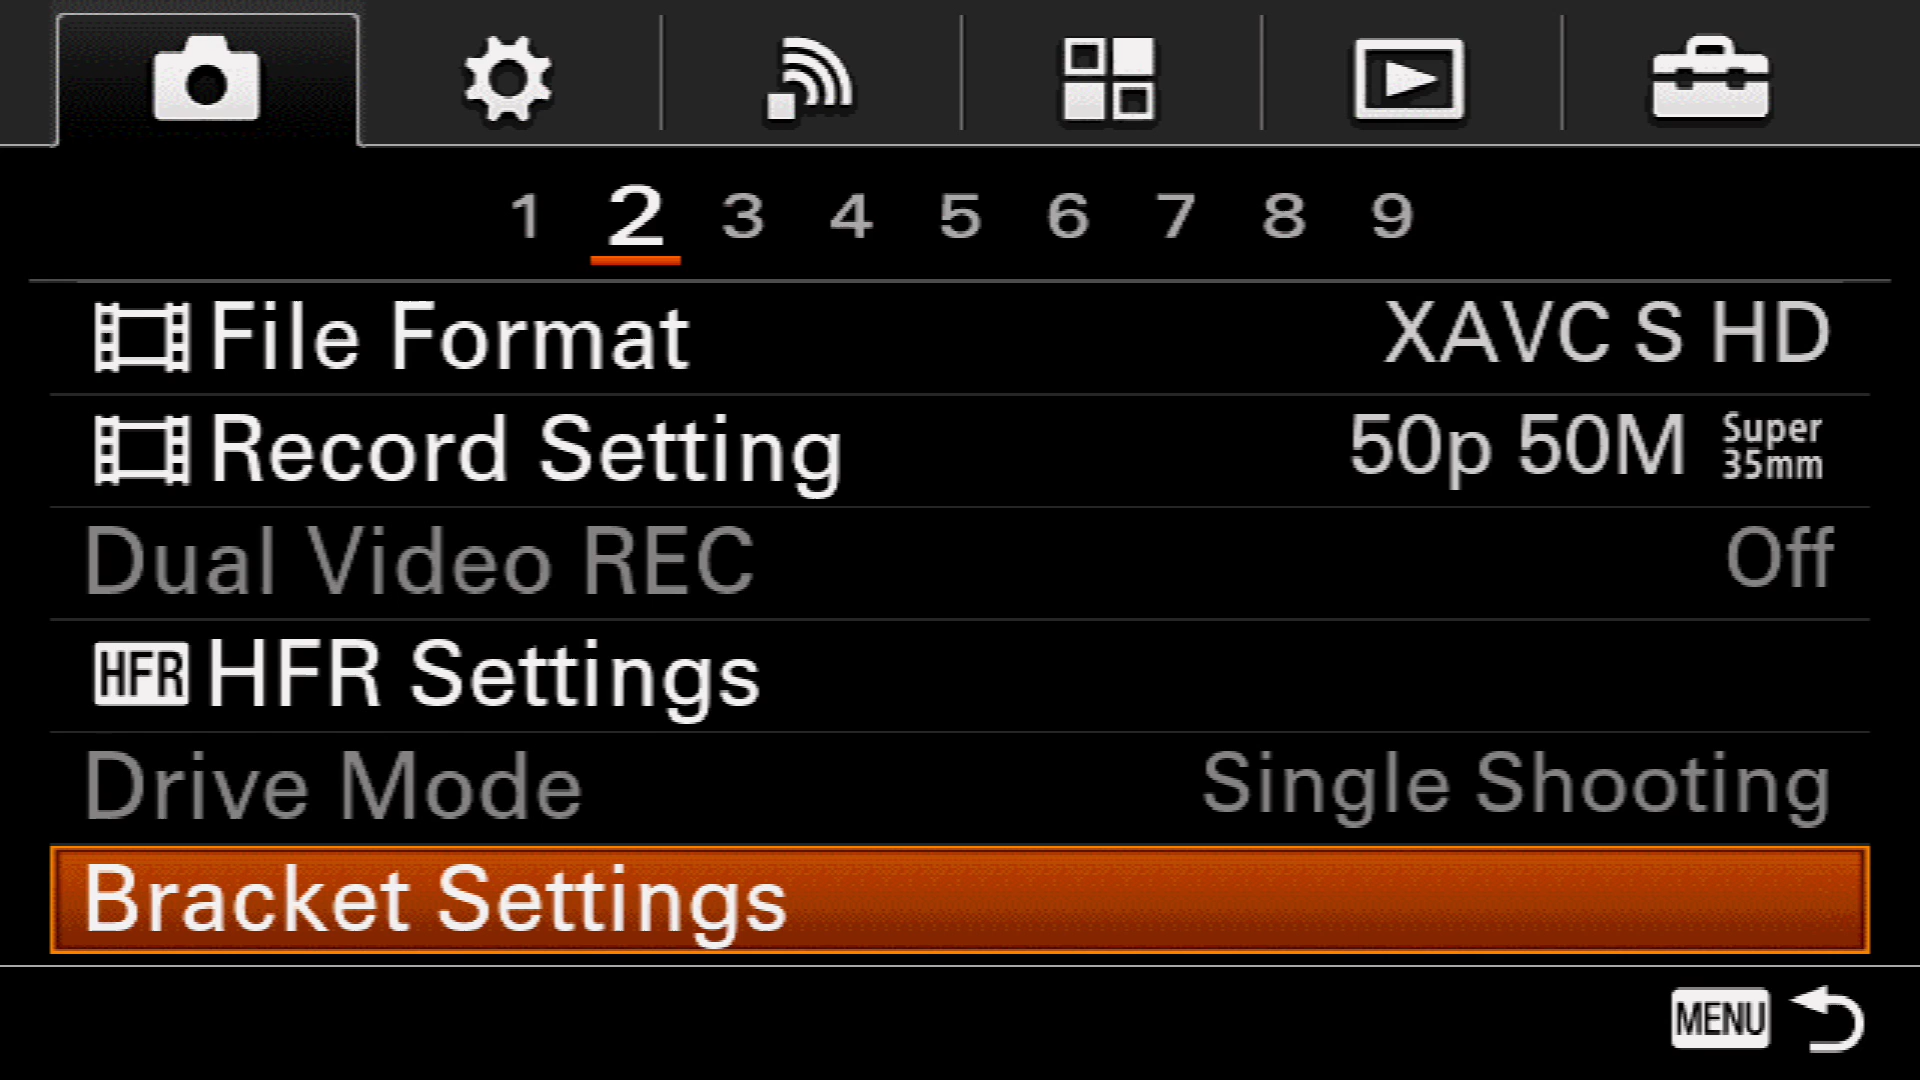 1 2 3 4 5 6 7 8 9
File Format XAVC S HD
Record Setting 50p 50M Super 35mm
Dual Video REC Off
HFR HFR Settings
Drive Mode Single Shooting
Bracket Settings
MENU